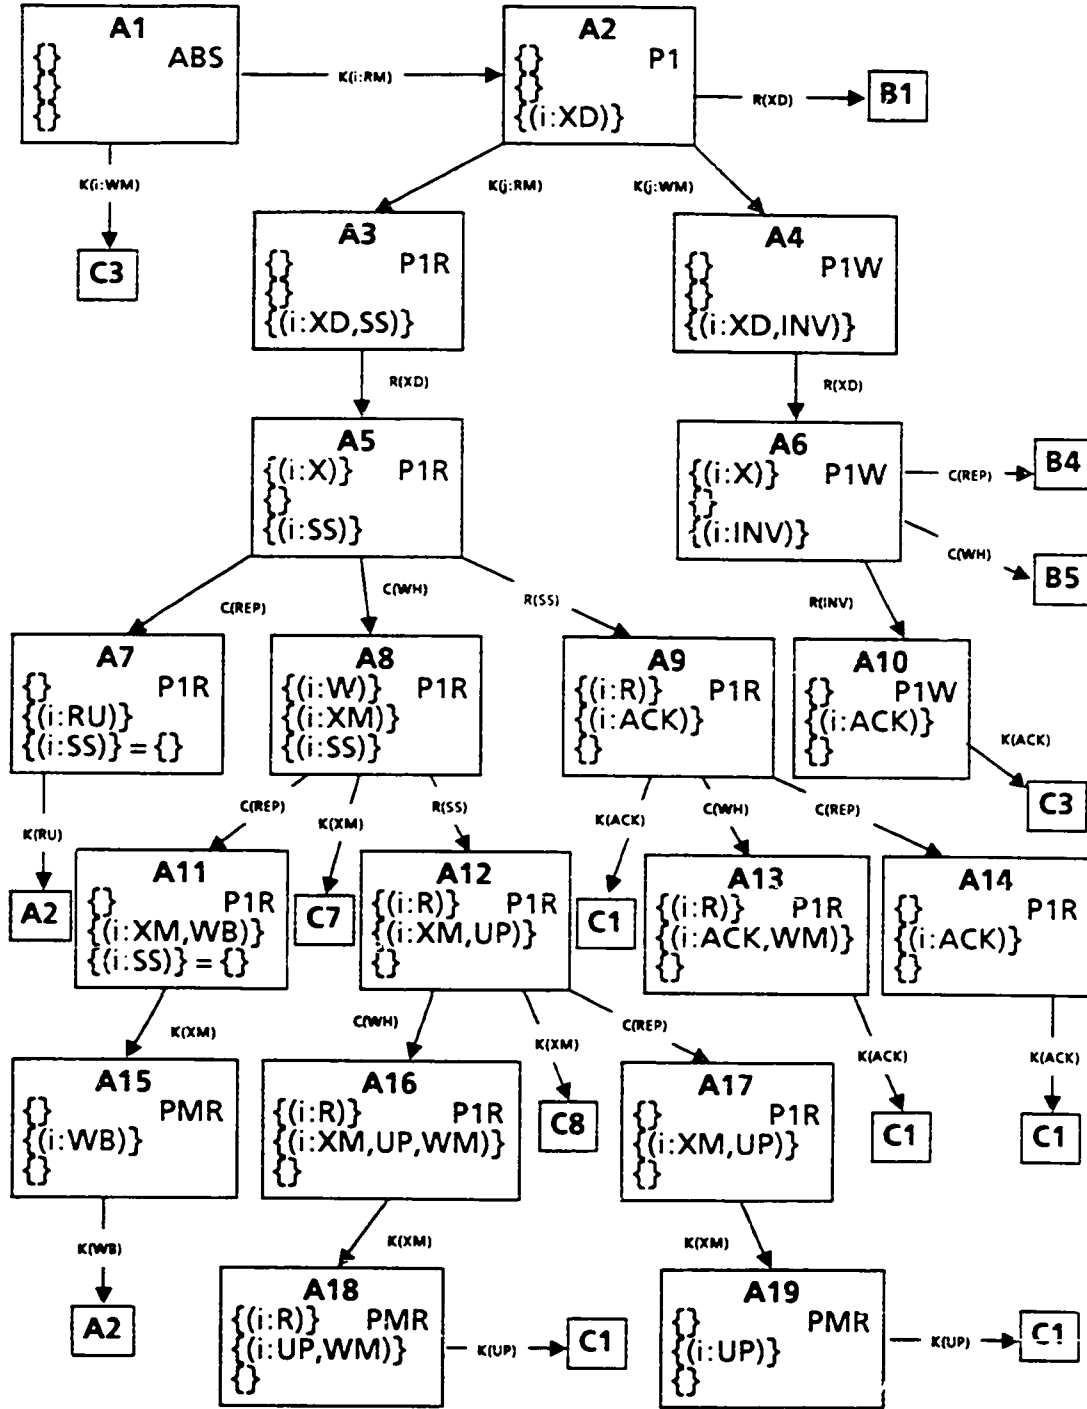 A1
{} ABS
{}
{}
K(i:RM)
A2
{} P1
{}
{(i:XD)}
R(XD)
B1
K(i:WM)
C3
K(j:RM)
K(j:WM)
A3
{} P1R
{}
{(i:XD,SS)}
A4
{} P1W
{}
{(i:XD,INV)}
R(XD)
R(XD)
A5
{(i:X)} P1R
{}
{(i:SS)}
A6
{(i:X)} P1W
{}
{(i:INV)}
C(REP)
B4
C(WH)
B5
C(REP)
C(WH)
R(SS)
R(INV)
A7
{} P1R
{(i:RU)}
{(i:SS)} = {}
A8
{(i:W)} P1R
{(i:XM)}
{(i:SS)}
A9
{(i:R)} P1R
{(i:ACK)}
{}
A10
{} P1W
{(i:ACK)}
{}
K(ACK)
C3
K(RU)
A2
C(REP)
K(XM)
R(SS)
K(ACK)
C(WH)
C(REP)
A11
{} P1R
{(i:XM,WB)}
{(i:SS)} = {}
C7
A12
{(i:R)} P1R
{(i:XM,UP)}
{}
C1
A13
{(i:R)} P1R
{(i:ACK,WM)}
{}
A14
{} P1R
{(i:ACK)}
{}
K(XM)
C(WH)
K(XM)
C(REP)
K(ACK)
K(ACK)
A15
{} PMR
{(i:WB)}
{}
A16
{(i:R)} P1R
{(i:XM,UP,WM)}
{}
C8
A17
{} P1R
{(i:XM,UP)}
{}
C1
C1
K(WB)
A2
K(XM)
K(XM)
A18
{(i:R)} PMR
{(i:UP,WM)}
{}
K(UP)
C1
A19
{} PMR
{(i:UP)}
{}
K(UP)
C1